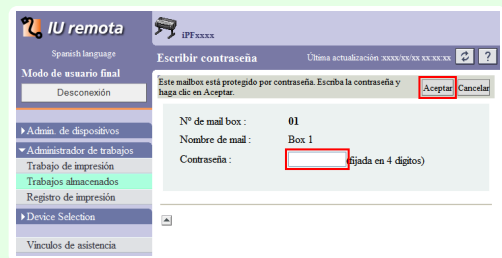 IU remota
iPFxxxx
Spanish language
Escribir contraseña
Última actualización xxxx/xx/xx xx:xx:xx
?
Modo de usuario final
Desconexión
Este mailbox está protegido por contraseña. Escriba la contraseña y
haga clic en Aceptar.
Aceptar
Cancelar
Nº de mail box :
01
Nombre de mail :
Box 1
Contraseña :
(fijada en 4 dígitos)
Admin. de dispositivos
Administrador de trabajos
Trabajo de impresión
Trabajos almacenados
Registro de impresión
Device Selection
Vínculos de asistencia